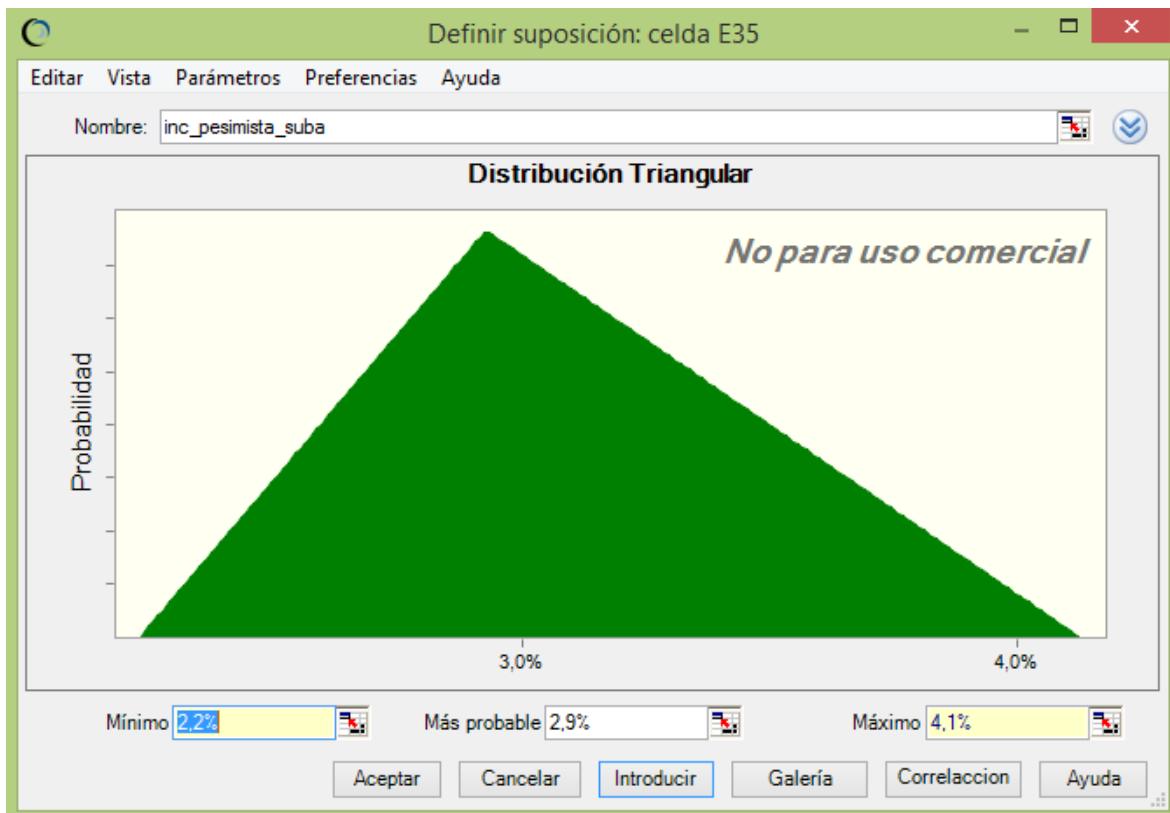 Definir suposición: celda E35
Editar Vista Parámetros Preferencias Ayuda
Nombre: inc_pesimista_suba
Distribución Triangular
No para uso comercial
Probabilidad
3,0% 4,0%
Mínimo 2,2% Más probable 2,9% Máximo 4,1%
Aceptar Cancelar Introducir Galería Correlaccion Ayuda